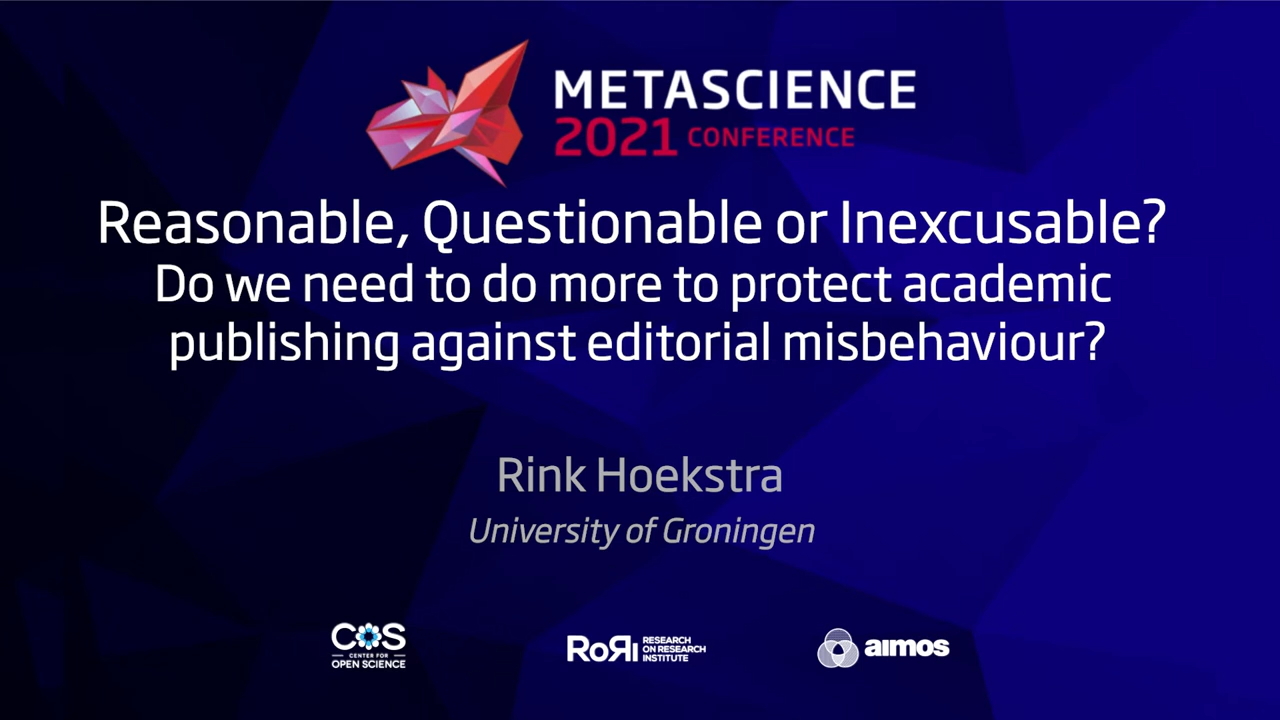 METASCIENCE
2021 CONFERENCE
Reasonable, Questionable or Inexcusable?
Do we need to do more to protect academic
publishing against editorial misbehaviour?
Rink Hoekstra
University of Groningen
COS
CENTER FOR
OPEN SCIENCE
RoRI
RESEARCH
ON RESEARCH
INSTITUTE
aimos